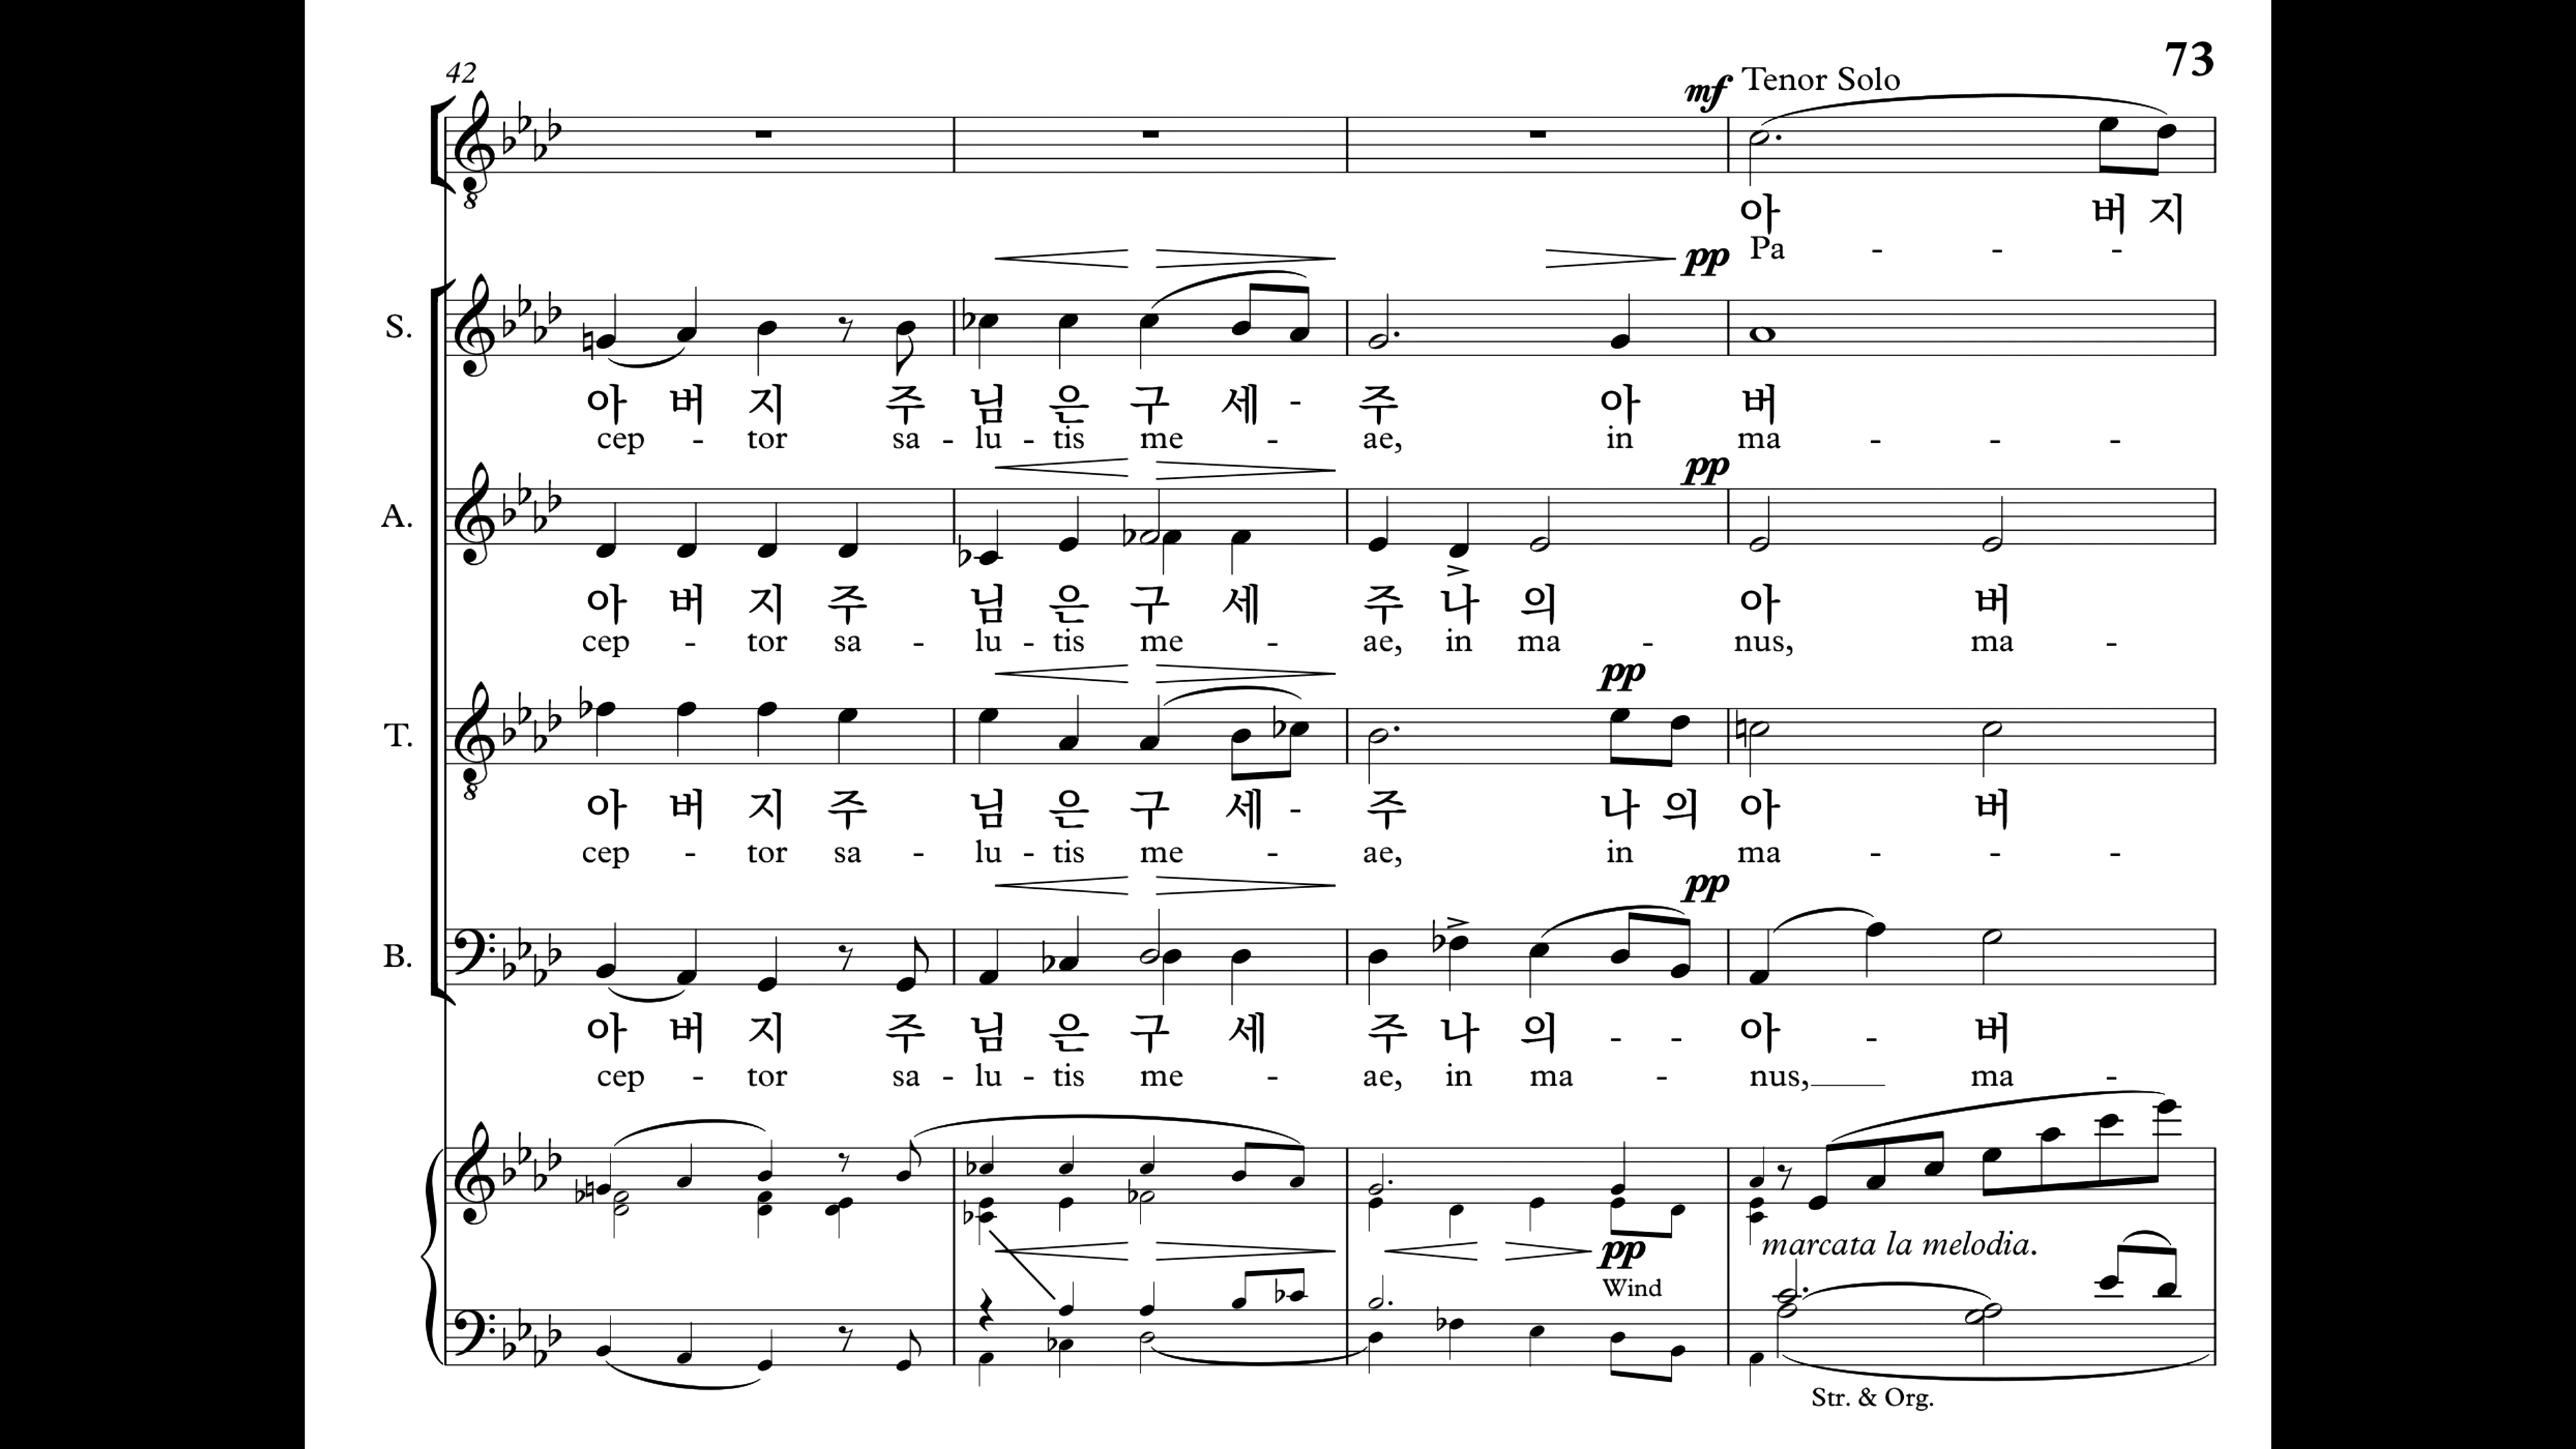 73
42
mf Tenor Solo
아 버 지
Pa - - -
pp
S.
아 버 지 주 님 은 구 세 - 주 아 버
cep - tor sa - lu - tis me - ae, in ma - - -
pp
A.
아 버 지 주 님 은 구 세 주 나 의 아 버
cep - tor sa - lu - tis me - ae, in ma - nus, ma -
pp
T.
아 버 지 주 님 은 구 세 - 주 나 의 아 버
cep - tor sa - lu - tis me - ae, in ma - - -
pp
B.
아 버 지 주 님 은 구 세 주 나 의 - - 아 - 버
cep - tor sa - lu - tis me - ae, in ma - nus, ma -
pp marcata la melodia.
Wind
Str. & Org.